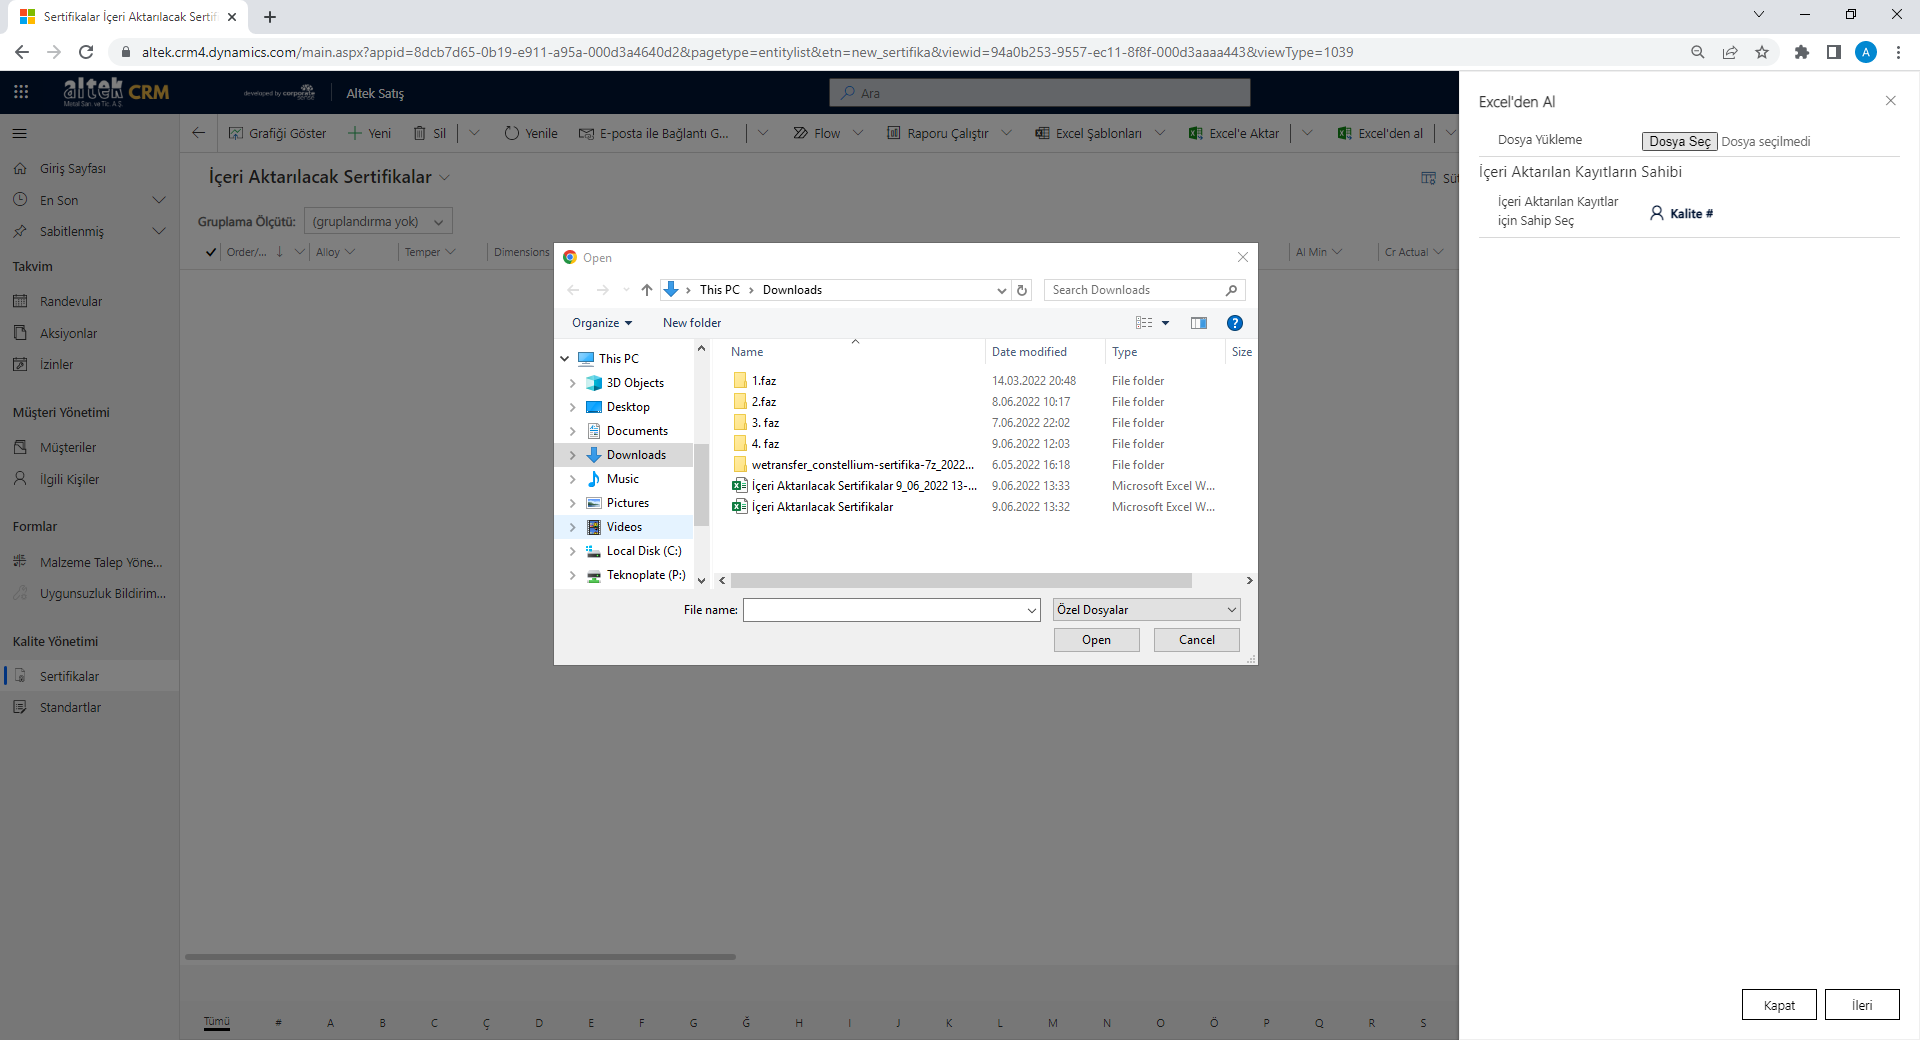 Sertifikalar İçeri Aktarılacak Sertif
altek.crm4.dynamics.com/main.aspx?appid=8dcb7d65-0b19-e911-a95a-000d3a4640d2&pagetype=entitylist&etn=new_sertifika&viewid=94a0b253-9557-ec11-8f8f-000d3aaaa443&viewType=1039
A
altek CRM
Metal San. ve Tic. A.Ş.
developed by corporate sense
Altek Satış
Ara
Grafiği Göster
Yeni
Sil
Yenile
E-posta ile Bağlantı G...
Flow
Raporu Çalıştır
Excel Şablonları
Excel'e Aktar
Excel'den al
Giriş Sayfası
En Son
Sabitlenmiş
Takvim
Randevular
Aksiyonlar
İzinler
Müşteri Yönetimi
Müşteriler
İlgili Kişiler
Formlar
Malzeme Talep Yöne...
Uygunsuzluk Bildirim...
Kalite Yönetimi
Sertifikalar
Standartlar
İçeri Aktarılacak Sertifikalar
Süt
Gruplama Ölçütü:
(gruplandırma yok)
Order/...
Alloy
Temper
Dimensions
Al Min
Cr Actual
Open
This PC > Downloads
Search Downloads
Organize
New folder
This PC
3D Objects
Desktop
Documents
Downloads
Music
Pictures
Videos
Local Disk (C:)
Teknoplate (P:)
Name Date modified Type Size
1.faz 14.03.2022 20:48 File folder
2.faz 8.06.2022 10:17 File folder
3. faz 7.06.2022 22:02 File folder
4. faz 9.06.2022 12:03 File folder
wetransfer_constellium-sertifika-7z_2022... 6.05.2022 16:18 File folder
İçeri Aktarılacak Sertifikalar 9_06_2022 13-... 9.06.2022 13:33 Microsoft Excel W...
İçeri Aktarılacak Sertifikalar 9.06.2022 13:32 Microsoft Excel W...
File name:
Özel Dosyalar
Open
Cancel
Tümü # A B C Ç D E F G Ğ H I J K L M N O Ö P Q R S
Excel'den Al
Dosya Yükleme
Dosya Seç Dosya seçilmedi
İçeri Aktarılan Kayıtların Sahibi
İçeri Aktarılan Kayıtlar
için Sahip Seç
Kalite #
Kapat
İleri